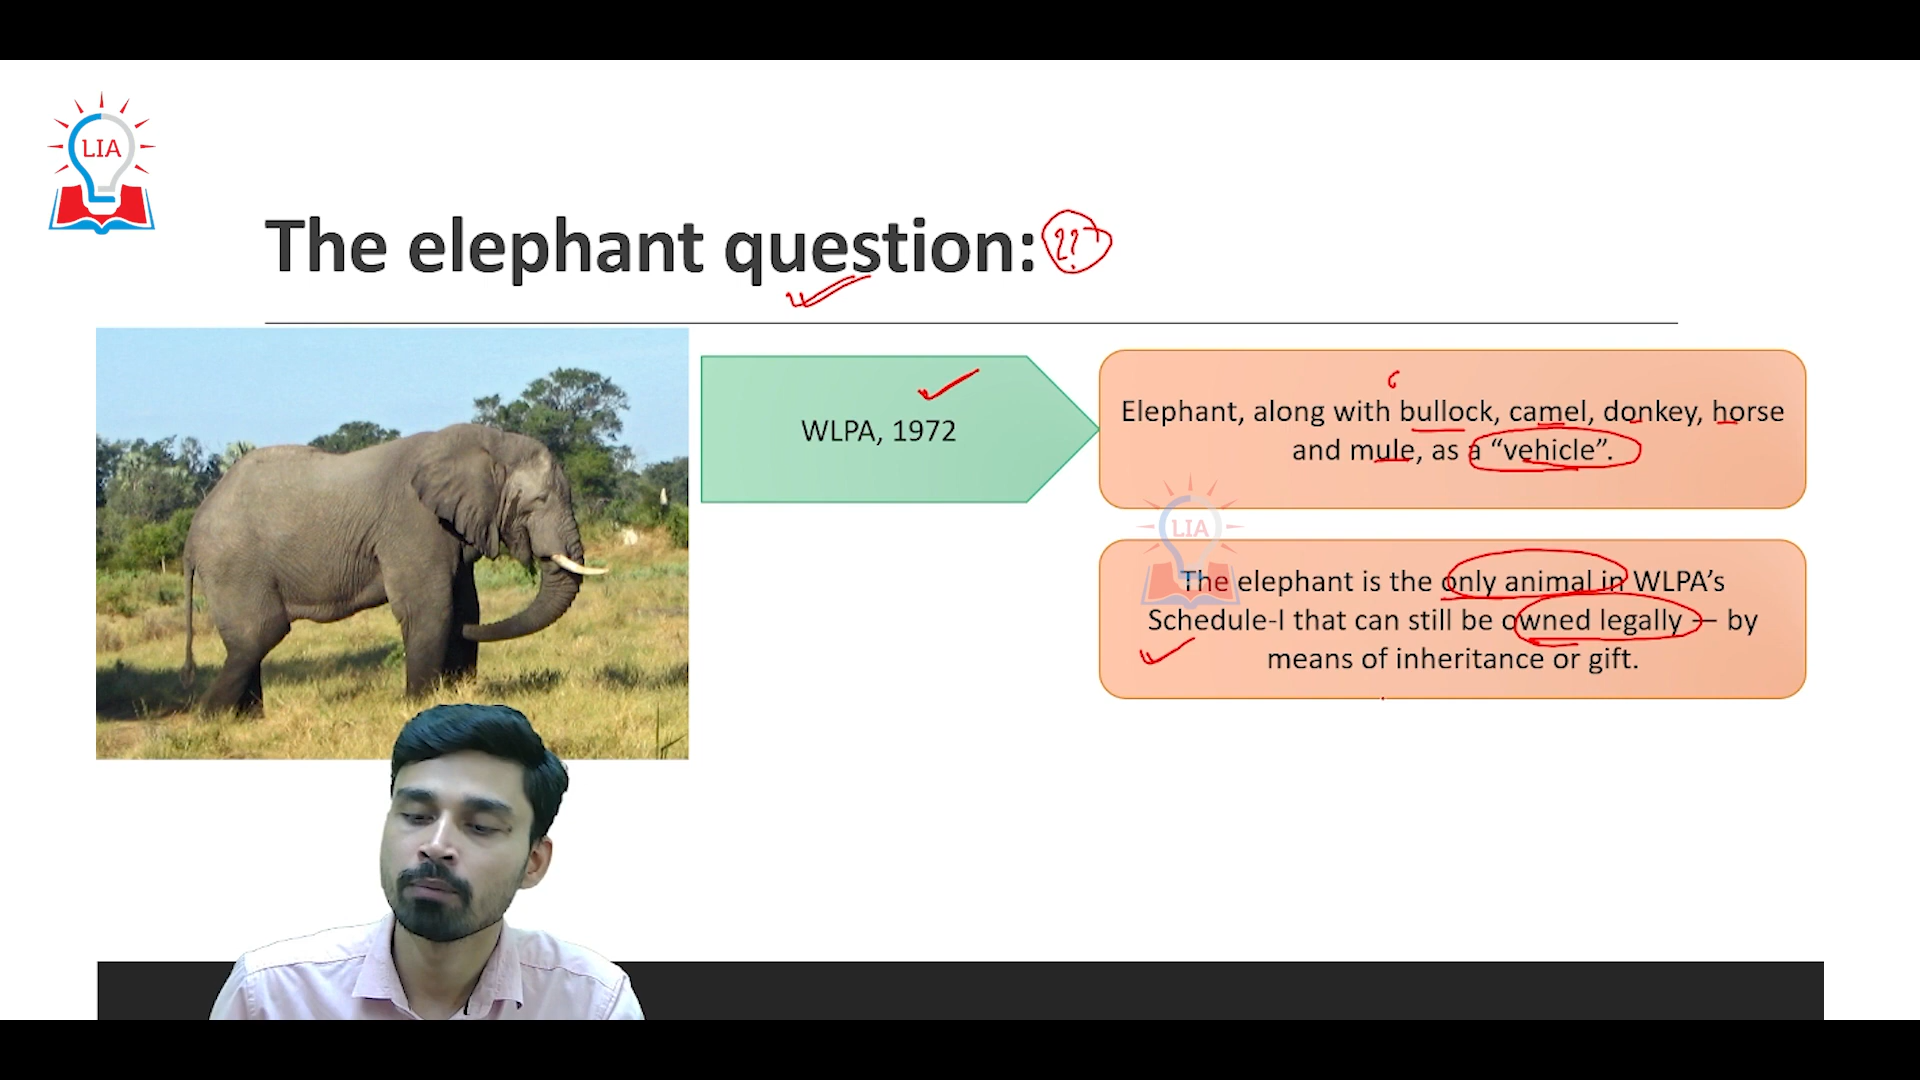 LIA
The elephant question:
??
WLPA, 1972
Elephant, along with bullock, camel, donkey, horse
and mule, as a “vehicle”.
LIA
The elephant is the only animal in WLPA’s
Schedule-I that can still be owned legally – by
means of inheritance or gift.